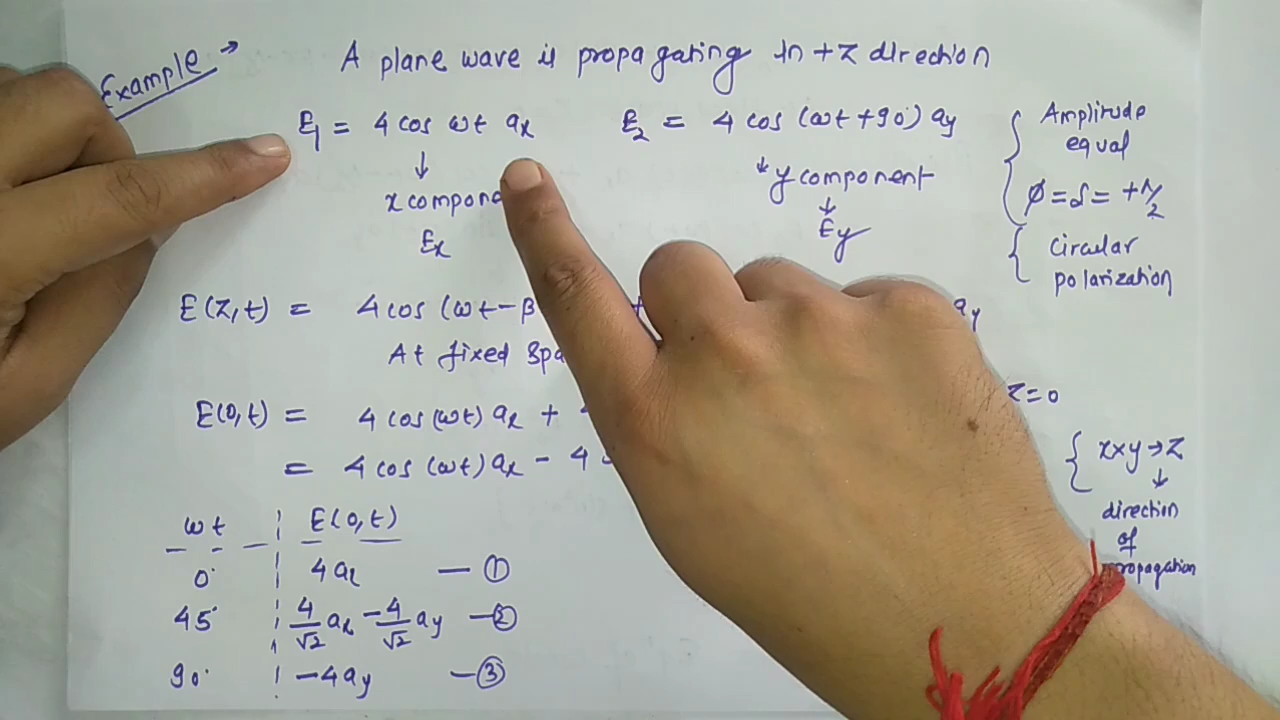 Example →
A plane wave is propagating in +z direction
E₁ = 4 cos ωt aₓ
E₂ = 4 cos (ωt + 90°) ay
Amplitude
equal
↓
↓ y component
x compone
↓
ϕ = δ = +π/2
Ex
Ey
Circular
polarization
E(z,t) = 4 cos (ωt - β
ay
At fixed
E(0,t) = 4 cos (ωt) aₓ +
z=0
= 4 cos (ωt) aₓ - 4
x×y→z
↓
direction
of
propagation
ωt
E(0,t)
0°
4aₓ — ①
45°
4/√2 aₓ - 4/√2 ay — ②
90°
-4ay — ③